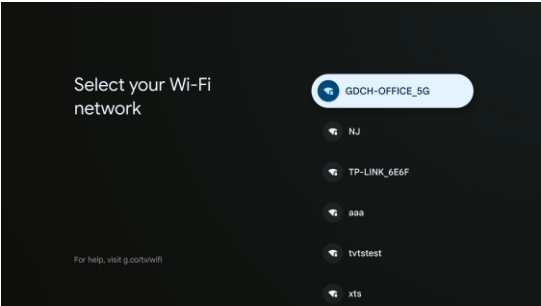 Select your Wi-Fi
network
GDCH-OFFICE_5G
NJ
TP-LINK_6E6F
aaa
tvtstest
xts
For help, visit g.co/tv/wifi